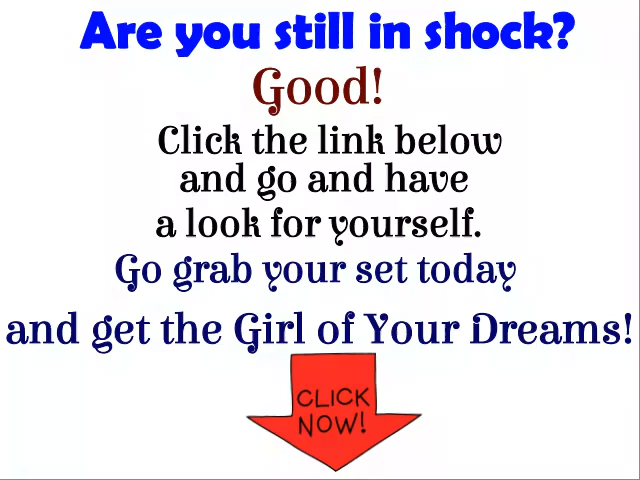 Are you still in shock?
Good!
Click the link below
and go and have
a look for yourself.
Go grab your set today
and get the Girl of Your Dreams!
CLICK
NOW!